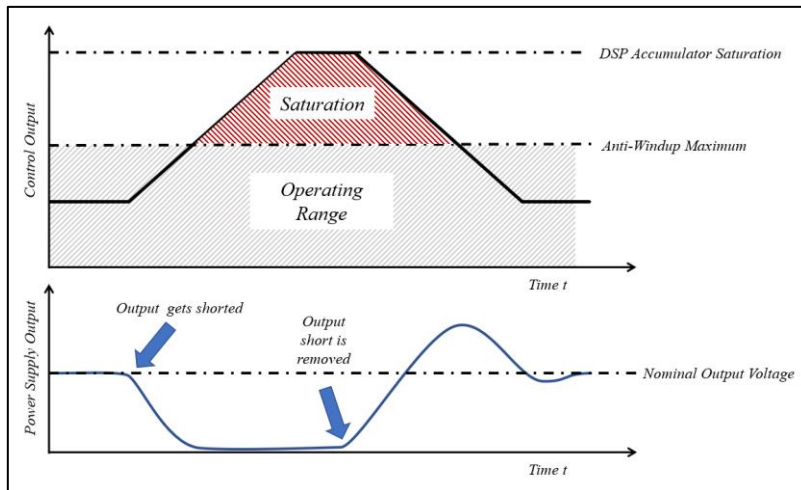 DSP Accumulator Saturation
Saturation
Control Output
Anti-Windup Maximum
Operating
Range
Time t
Output gets shorted
Output
short is
removed
Power Supply Output
Nominal Output Voltage
Time t